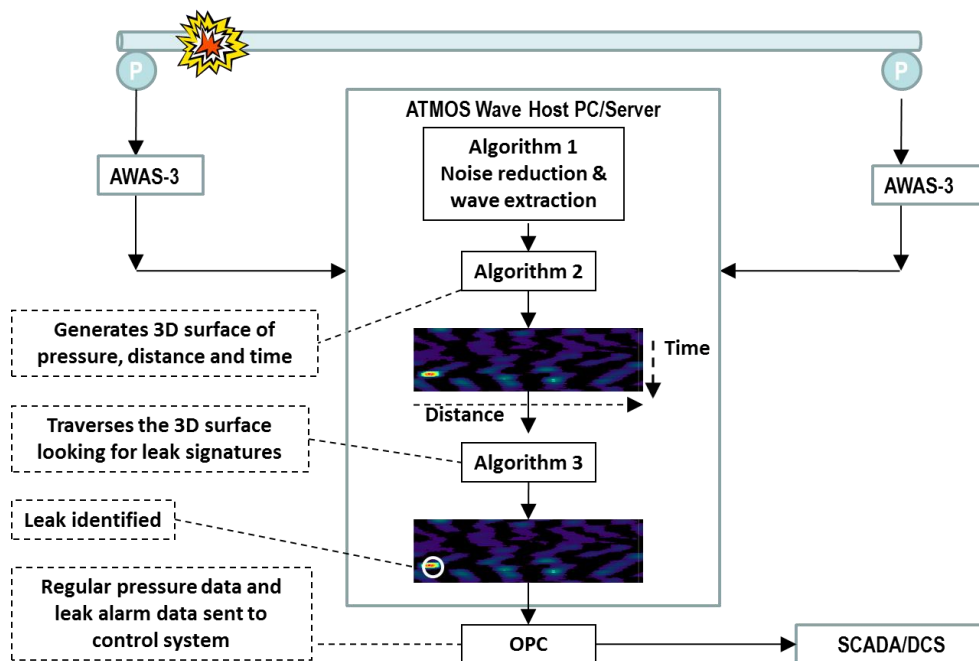 P
P
ATMOS Wave Host PC/Server
Algorithm 1
Noise reduction &
wave extraction
AWAS-3
AWAS-3
Algorithm 2
Generates 3D surface of
pressure, distance and time
Time
Distance
Traverses the 3D surface
looking for leak signatures
Algorithm 3
Leak identified
Regular pressure data and
leak alarm data sent to
control system
OPC
SCADA/DCS